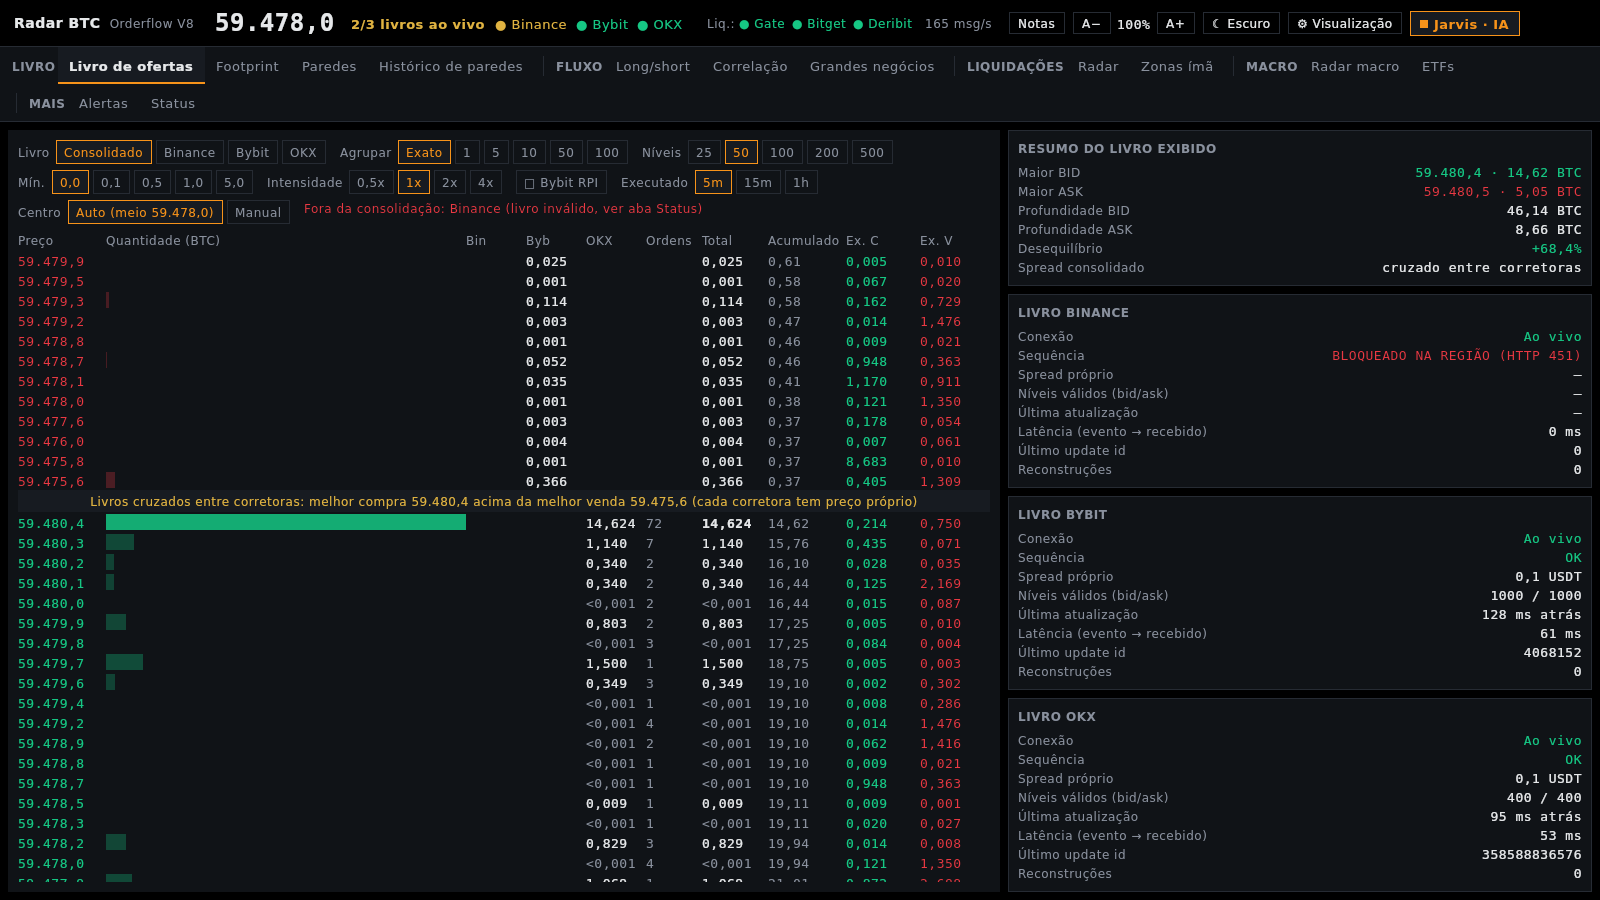 Radar BTC Orderflow V8 59.478,0 2/3 livros ao vivo ● Binance ● Bybit ● OKX Liq.: ● Gate ● Bitget ● Deribit 165 msg/s Notas A− 100% A+ ☾ Escuro ⚙ Visualização ■ Jarvis · IA
LIVRO Livro de ofertas Footprint Paredes Histórico de paredes FLUXO Long/short Correlação Grandes negócios LIQUIDAÇÕES Radar Zonas ímã MACRO Radar macro ETFs
MAIS Alertas Status
Livro Consolidado Binance Bybit OKX Agrupar Exato 1 5 10 50 100 Níveis 25 50 100 200 500
Mín. 0,0 0,1 0,5 1,0 5,0 Intensidade 0,5x 1x 2x 4x □ Bybit RPI Executado 5m 15m 1h
Centro Auto (meio 59.478,0) Manual Fora da consolidação: Binance (livro inválido, ver aba Status)
Preço Quantidade (BTC) Bin Byb OKX Ordens Total Acumulado Ex. C Ex. V
59.479,9 0,025 0,025 0,61 0,005 0,010
59.479,5 0,001 0,001 0,58 0,067 0,020
59.479,3 0,114 0,114 0,58 0,162 0,729
59.479,2 0,003 0,003 0,47 0,014 1,476
59.478,8 0,001 0,001 0,46 0,009 0,021
59.478,7 0,052 0,052 0,46 0,948 0,363
59.478,1 0,035 0,035 0,41 1,170 0,911
59.478,0 0,001 0,001 0,38 0,121 1,350
59.477,6 0,003 0,003 0,37 0,178 0,054
59.476,0 0,004 0,004 0,37 0,007 0,061
59.475,8 0,001 0,001 0,37 8,683 0,010
59.475,6 0,366 0,366 0,37 0,405 1,309
Livros cruzados entre corretoras: melhor compra 59.480,4 acima da melhor venda 59.475,6 (cada corretora tem preço próprio)
59.480,4 14,624 72 14,624 14,62 0,214 0,750
59.480,3 1,140 7 1,140 15,76 0,435 0,071
59.480,2 0,340 2 0,340 16,10 0,028 0,035
59.480,1 0,340 2 0,340 16,44 0,125 2,169
59.480,0 <0,001 2 <0,001 16,44 0,015 0,087
59.479,9 0,803 2 0,803 17,25 0,005 0,010
59.479,8 <0,001 3 <0,001 17,25 0,084 0,004
59.479,7 1,500 1 1,500 18,75 0,005 0,003
59.479,6 0,349 3 0,349 19,10 0,002 0,302
59.479,4 <0,001 1 <0,001 19,10 0,008 0,286
59.479,2 <0,001 4 <0,001 19,10 0,014 1,476
59.478,9 <0,001 2 <0,001 19,10 0,062 1,416
59.478,8 <0,001 1 <0,001 19,10 0,009 0,021
59.478,7 <0,001 1 <0,001 19,10 0,948 0,363
59.478,5 0,009 1 0,009 19,11 0,009 0,001
59.478,3 <0,001 1 <0,001 19,11 0,020 0,027
59.478,2 0,829 3 0,829 19,94 0,014 0,008
59.478,0 <0,001 4 <0,001 19,94 0,121 1,350
RESUMO DO LIVRO EXIBIDO
Maior BID 59.480,4 · 14,62 BTC
Maior ASK 59.480,5 · 5,05 BTC
Profundidade BID 46,14 BTC
Profundidade ASK 8,66 BTC
Desequilíbrio +68,4%
Spread consolidado cruzado entre corretoras
LIVRO BINANCE
Conexão Ao vivo
Sequência BLOQUEADO NA REGIÃO (HTTP 451)
Spread próprio —
Níveis válidos (bid/ask) —
Última atualização —
Latência (evento → recebido) 0 ms
Último update id 0
Reconstruções 0
LIVRO BYBIT
Conexão Ao vivo
Sequência OK
Spread próprio 0,1 USDT
Níveis válidos (bid/ask) 1000 / 1000
Última atualização 128 ms atrás
Latência (evento → recebido) 61 ms
Último update id 4068152
Reconstruções 0
LIVRO OKX
Conexão Ao vivo
Sequência OK
Spread próprio 0,1 USDT
Níveis válidos (bid/ask) 400 / 400
Última atualização 95 ms atrás
Latência (evento → recebido) 53 ms
Último update id 358588836576
Reconstruções 0